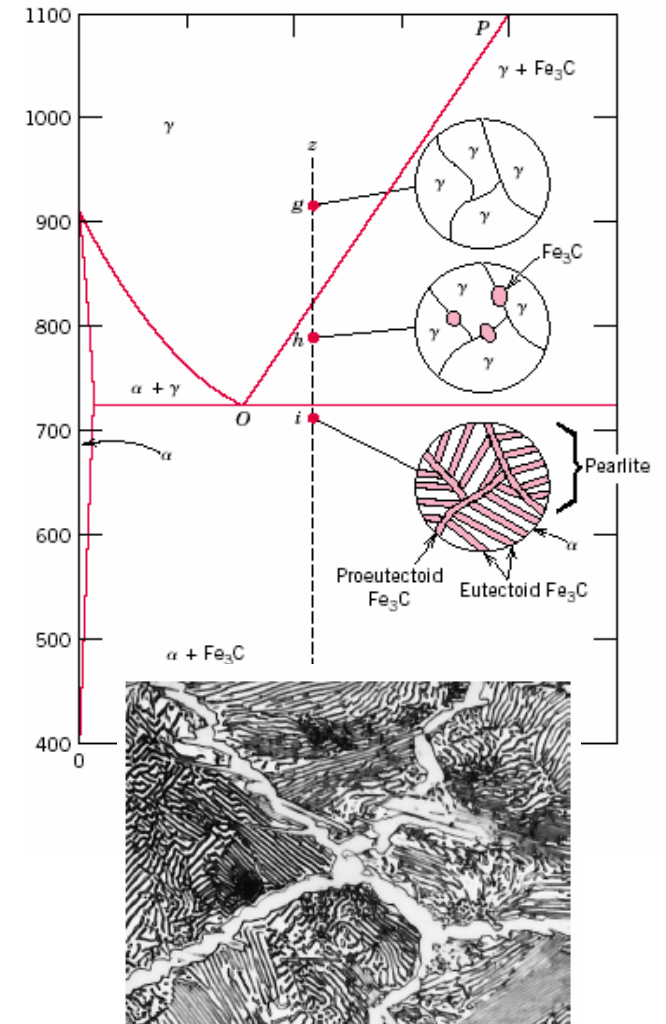 1100
P
γ + Fe₃C
1000
γ
z
γ
γ
γ
g
γ
900
Fe₃C
γ
γ
800
γ
h
γ
α + γ
O
i
700
Pearlite
α
600
α
Proeutectoid
Fe₃C
Eutectoid Fe₃C
500
α + Fe₃C
400
0